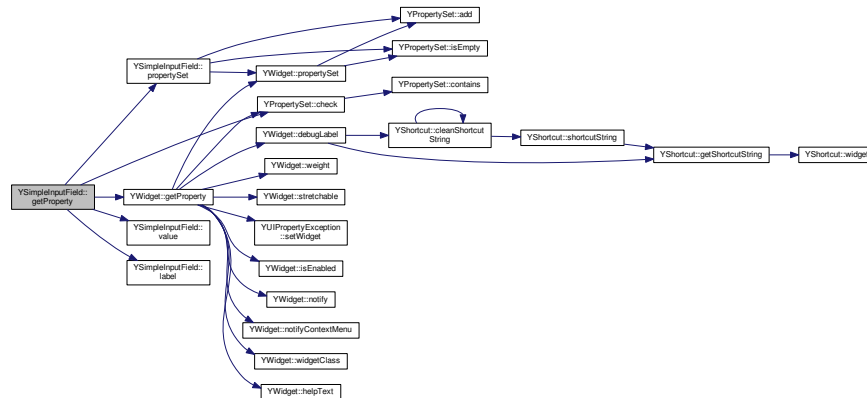 YPropertySet::add
YSimpleInputField::
propertySet
YPropertySet::isEmpty
YWidget::propertySet
YPropertySet::contains
YPropertySet::check
YWidget::debugLabel
YShortcut::cleanShortcut
String
YShortcut::shortcutString
YShortcut::getShortcutString
YShortcut::widget
YWidget::weight
YSimpleInputField::
getProperty
YWidget::getProperty
YWidget::stretchable
YSimpleInputField::
value
YUIPropertyException
::setWidget
YSimpleInputField::
label
YWidget::isEnabled
YWidget::notify
YWidget::notifyContextMenu
YWidget::widgetClass
YWidget::helpText